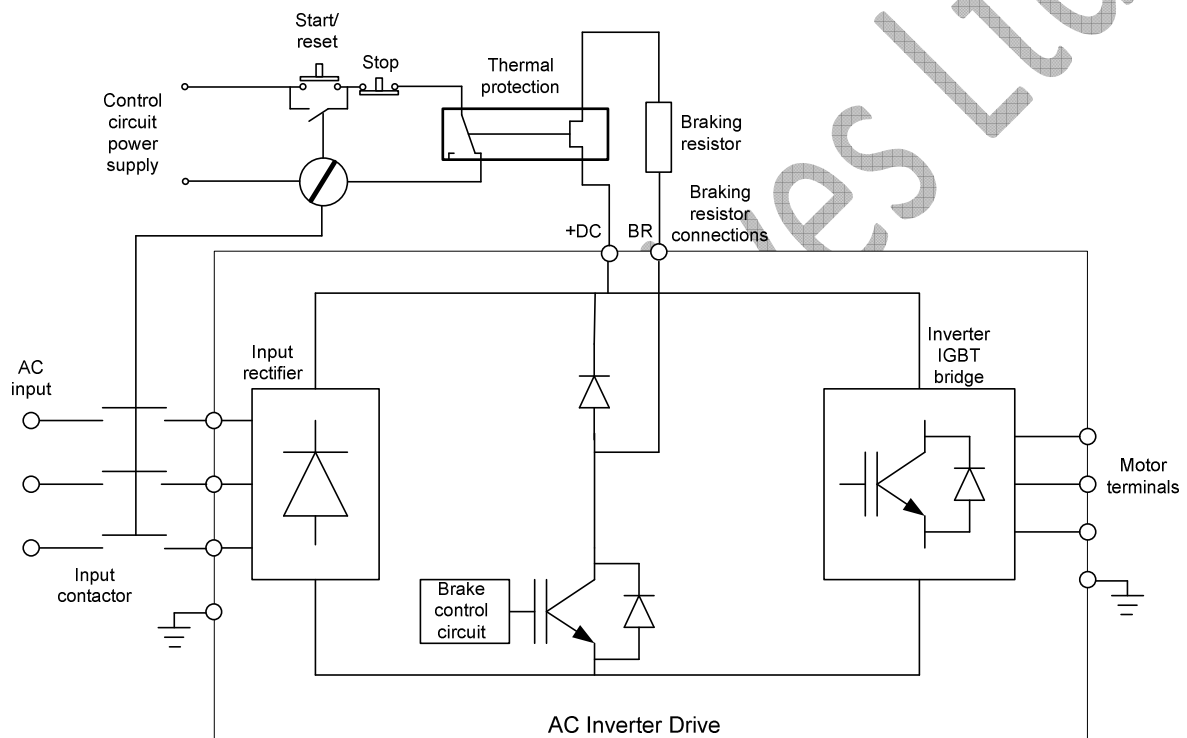 Start/
reset
Stop
Thermal
protection
Control
circuit
power
supply
Braking
resistor
Braking
resistor
connections
+DC
BR
Inverter
IGBT
bridge
Input
rectifier
AC
input
Motor
terminals
Input
contactor
Brake
control
circuit
AC Inverter Drive